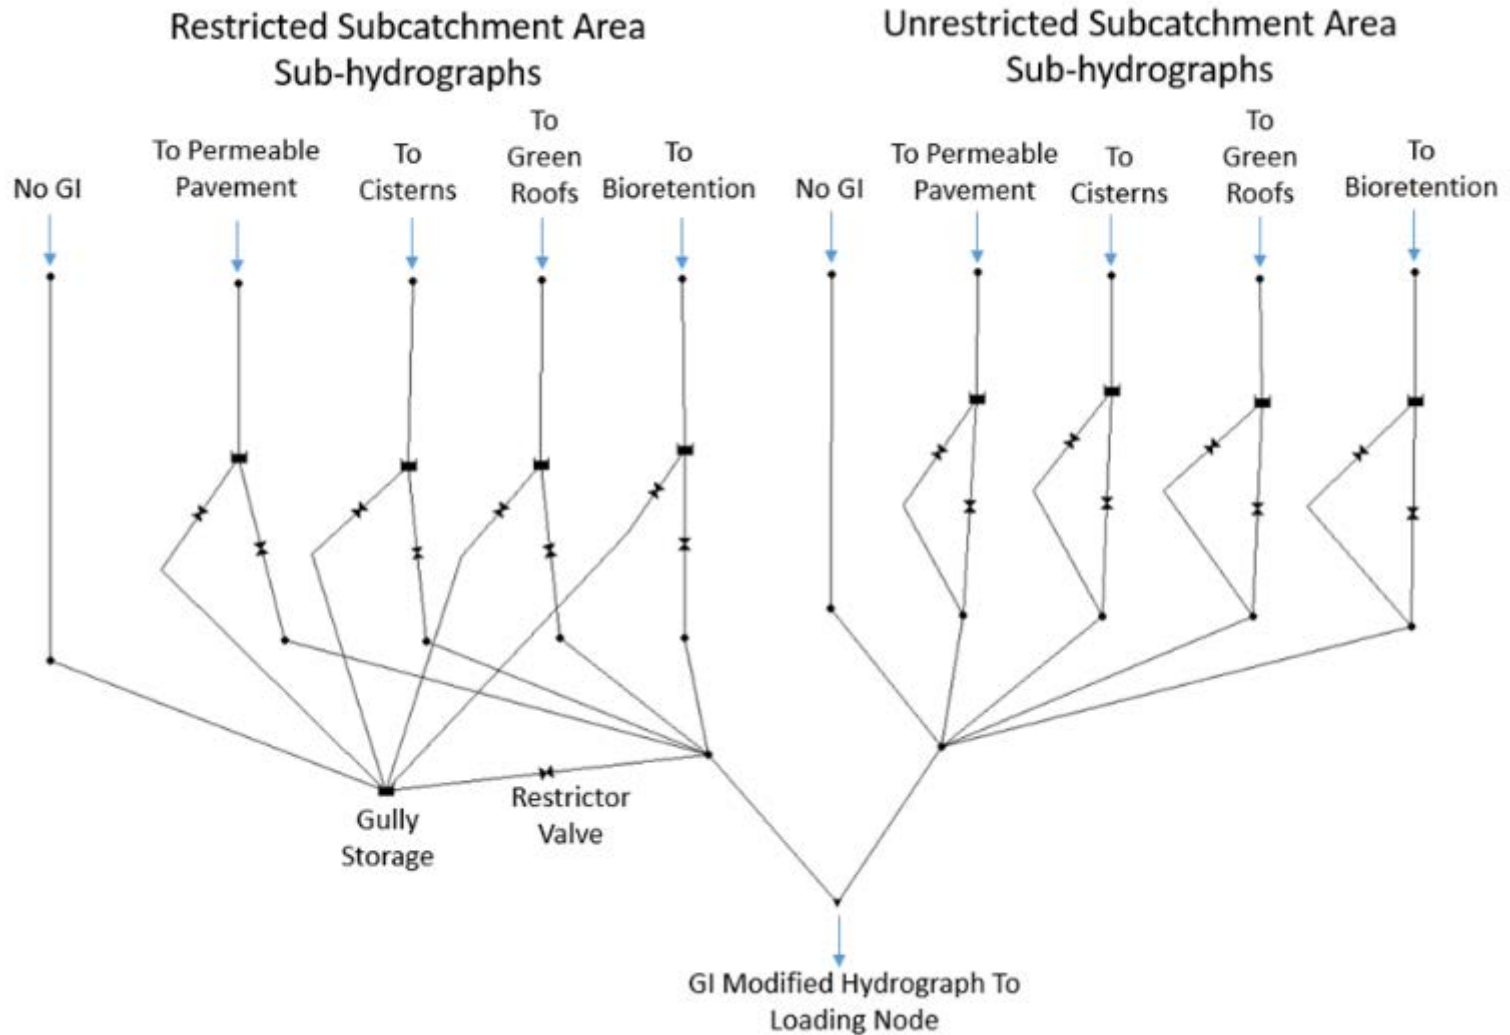 Restricted Subcatchment Area
Sub-hydrographs
Unrestricted Subcatchment Area
Sub-hydrographs
No GI
To Permeable
Pavement
To
Cisterns
To
Green
Roofs
To
Bioretention
No GI
To Permeable
Pavement
To
Cisterns
To
Green
Roofs
To
Bioretention
Gully
Storage
Restrictor
Valve
GI Modified Hydrograph To
Loading Node